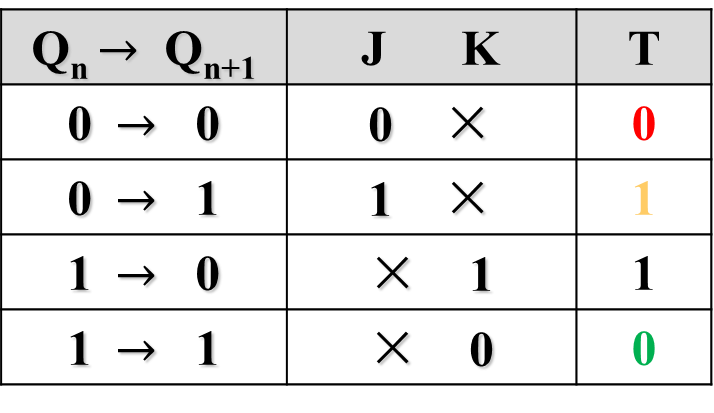 Qn → Qn+1 J K T
0 → 0 0 × 0
0 → 1 1 × 1
1 → 0 × 1 1
1 → 1 × 0 0